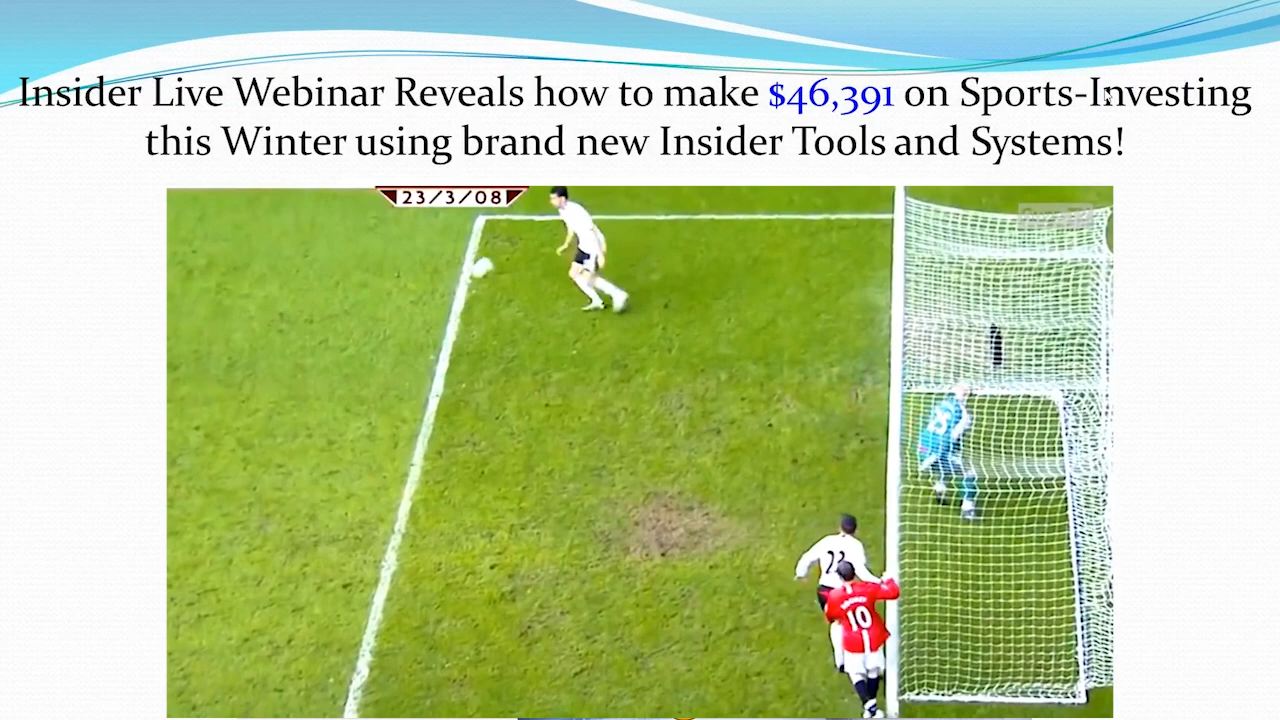 Insider Live Webinar Reveals how to make $46,391 on Sports-Investing
this Winter using brand new Insider Tools and Systems!
23/3/08
22
10